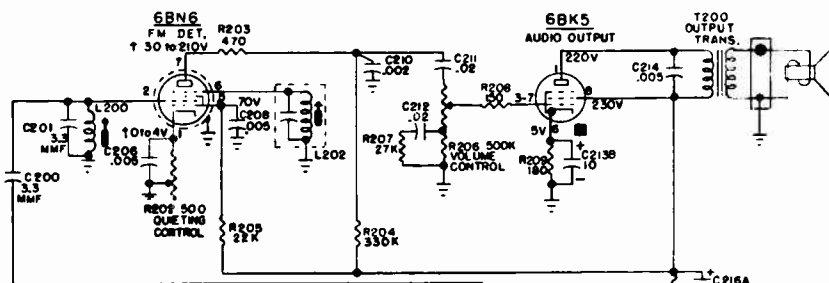 6BN6
FM DET.
↑ 30 to 210V
R203
470
6BK5
AUDIO OUTPUT
T200
OUTPUT
TRANS.
7
C210
.002
C211
.02
220V
C214
.005
2
6
5
70V
C208
.005
R208
150
3-7
8
230V
L200
C201
3.3
MMF
↑ 0 to 4V
C206
.005
L202
C212
.02
R207
27K
R206 500K
VOLUME
CONTROL
5V
6
R209
180
+
C213B
10
−
C200
3.3
MMF
R202 500
QUIETING
CONTROL
R205
22K
R204
330K
+
C216A